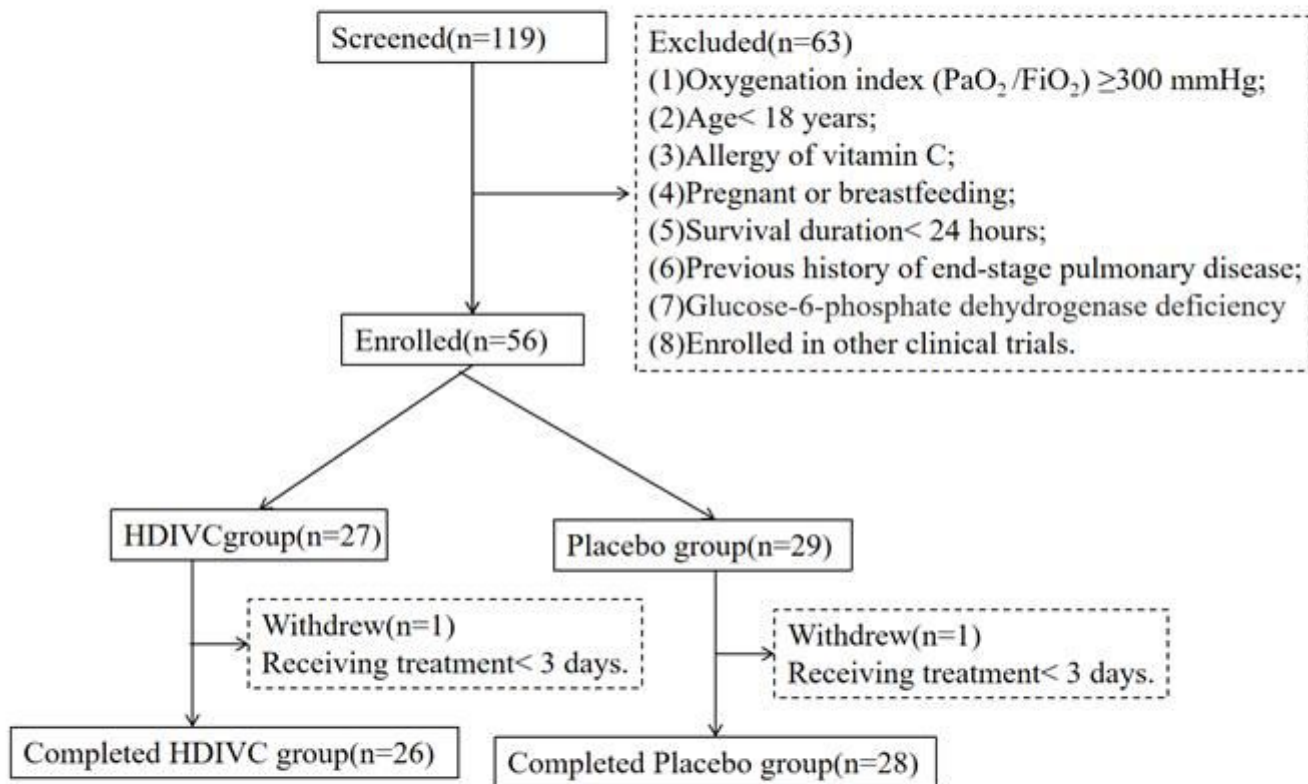 Screened(n=119)
Excluded(n=63)
(1)Oxygenation index (PaO₂ /FiO₂) ≥300 mmHg;
(2)Age< 18 years;
(3)Allergy of vitamin C;
(4)Pregnant or breastfeeding;
(5)Survival duration< 24 hours;
(6)Previous history of end-stage pulmonary disease;
(7)Glucose-6-phosphate dehydrogenase deficiency
(8)Enrolled in other clinical trials.
Enrolled(n=56)
HDIVCgroup(n=27)
Placebo group(n=29)
Withdrew(n=1)
Receiving treatment< 3 days.
Withdrew(n=1)
Receiving treatment< 3 days.
Completed HDIVC group(n=26)
Completed Placebo group(n=28)